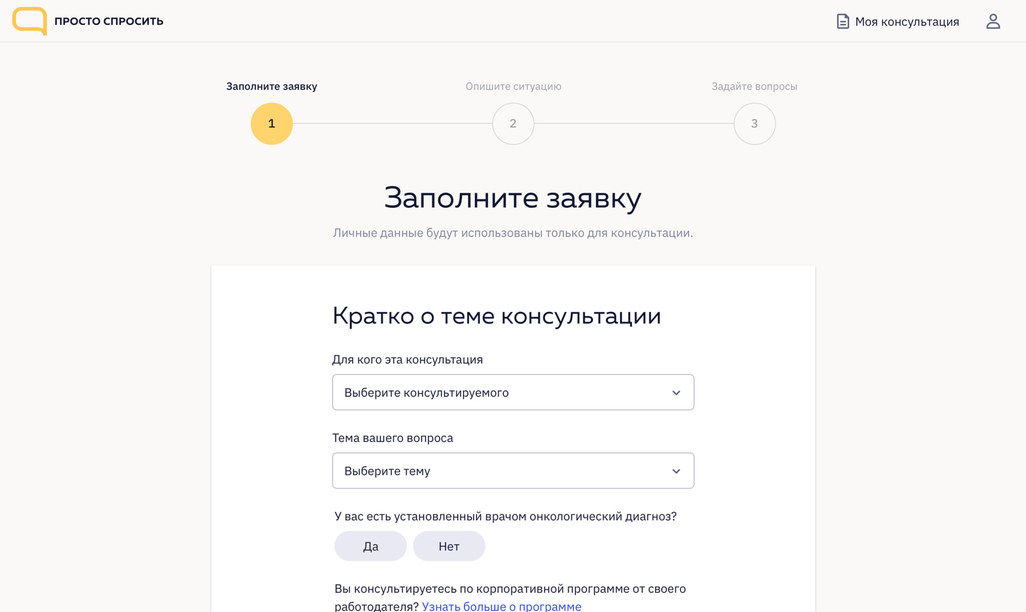 ПРОСТО СПРОСИТЬ
Моя консультация
Заполните заявку
Опишите ситуацию
Задайте вопросы
1
2
3
Заполните заявку
Личные данные будут использованы только для консультации.
Кратко о теме консультации
Для кого эта консультация
Выберите консультируемого
Тема вашего вопроса
Выберите тему
У вас есть установленный врачом онкологический диагноз?
Да
Нет
Вы консультируетесь по корпоративной программе от своего
работодателя? Узнать больше о программе